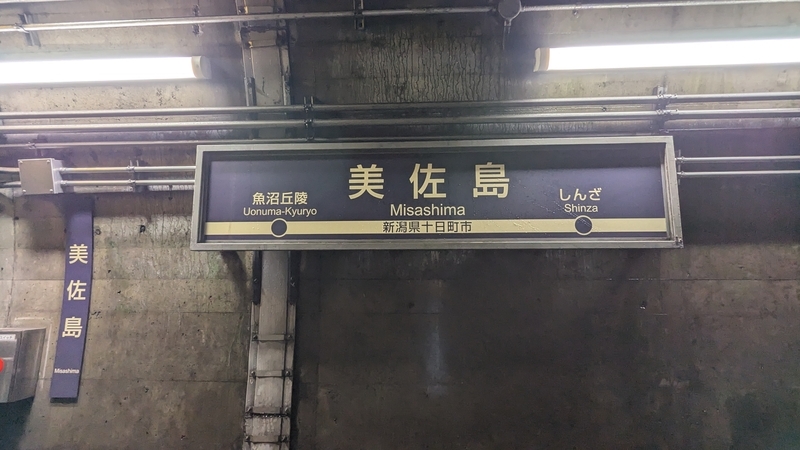 美佐島
Misashima
魚沼丘陵
Uonuma-Kyuryo
しんざ
Shinza
新潟県十日町市
美佐島
Misashima